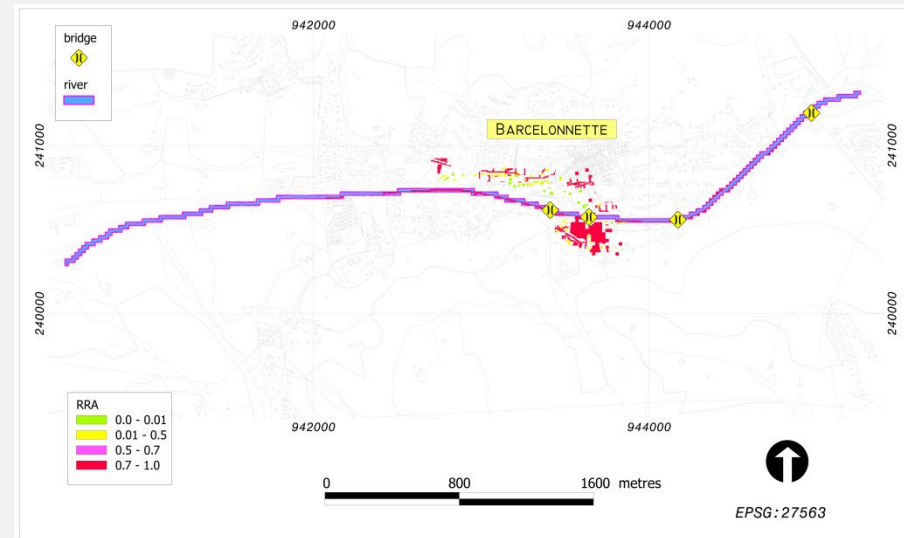 942000 944000
bridge
river
BARCELONNETTE
241000 241000
240000 240000
RRA
0.0 - 0.01
0.01 - 0.5
0.5 - 0.7
0.7 - 1.0
942000 944000
0 800 1600 metres
EPSG:27563